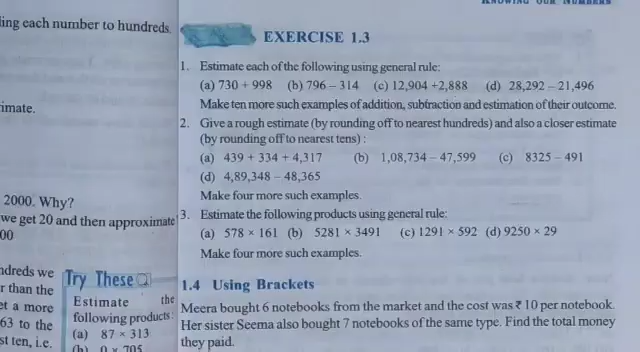 KNOWING OUR NUMBERS
ing each number to hundreds.
imate.
2000. Why?
we get 20 and then approximate
00
ndreds we
r than the
et a more
63 to the
st ten, i.e.
Try These
Estimate the
following products:
(a) 87 × 313
(b) 9 × 795
EXERCISE 1.3
1. Estimate each of the following using general rule:
(a) 730 + 998 (b) 796 – 314 (c) 12,904 +2,888 (d) 28,292 – 21,496
Make ten more such examples of addition, subtraction and estimation of their outcome.
2. Give a rough estimate (by rounding off to nearest hundreds) and also a closer estimate
(by rounding off to nearest tens) :
(a) 439 + 334 + 4,317 (b) 1,08,734 – 47,599 (c) 8325 – 491
(d) 4,89,348 – 48,365
Make four more such examples.
3. Estimate the following products using general rule:
(a) 578 × 161 (b) 5281 × 3491 (c) 1291 × 592 (d) 9250 × 29
Make four more such examples.
1.4 Using Brackets
Meera bought 6 notebooks from the market and the cost was ₹ 10 per notebook.
Her sister Seema also bought 7 notebooks of the same type. Find the total money
they paid.